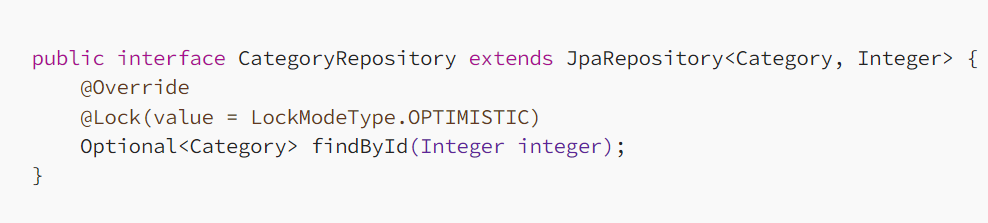 public interface CategoryRepository extends JpaRepository<Category, Integer> {
    @Override
    @Lock(value = LockModeType.OPTIMISTIC)
    Optional<Category> findById(Integer integer);
}